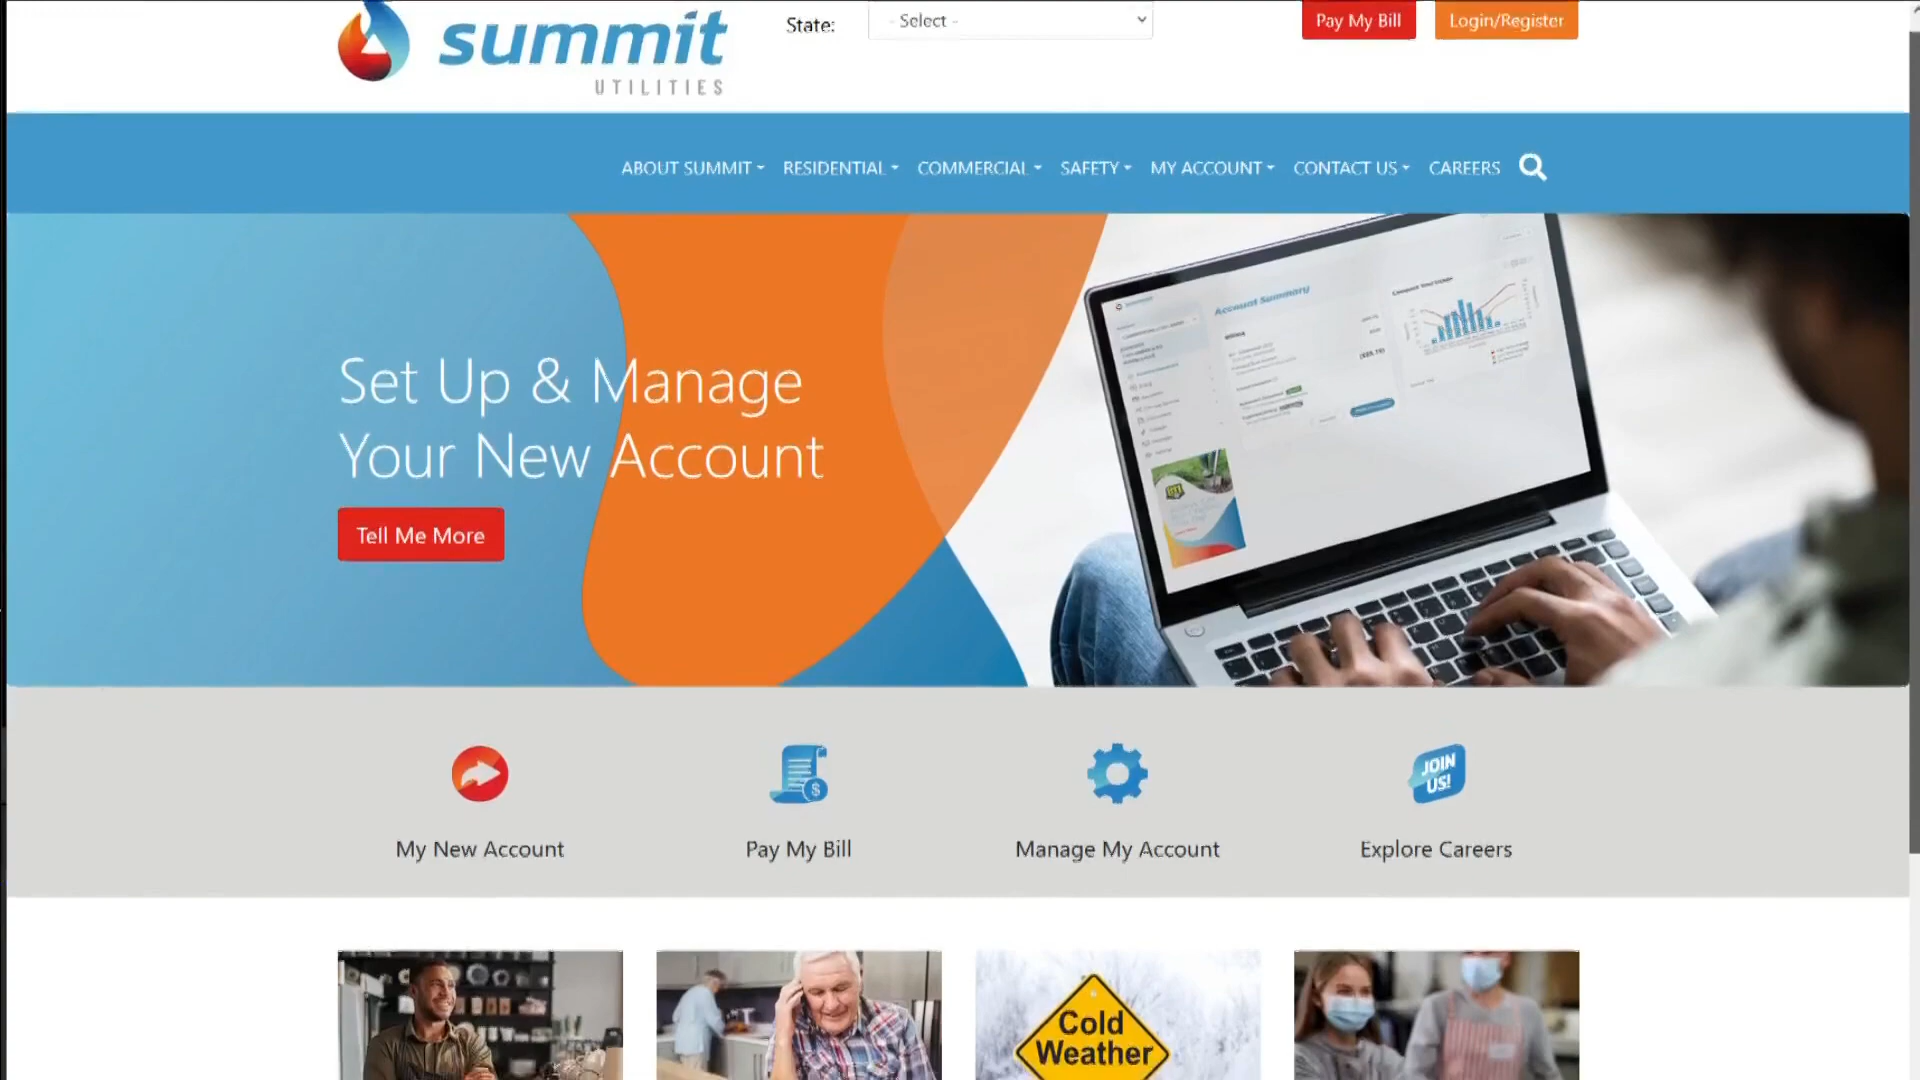 summit
UTILITIES
State:
- Select -
Pay My Bill
Login/Register
ABOUT SUMMIT
RESIDENTIAL
COMMERCIAL
SAFETY
MY ACCOUNT
CONTACT US
CAREERS
Set Up & Manage
Your New Account
Tell Me More
Account Summary
JOIN
US!
My New Account
Pay My Bill
Manage My Account
Explore Careers
Cold
Weather